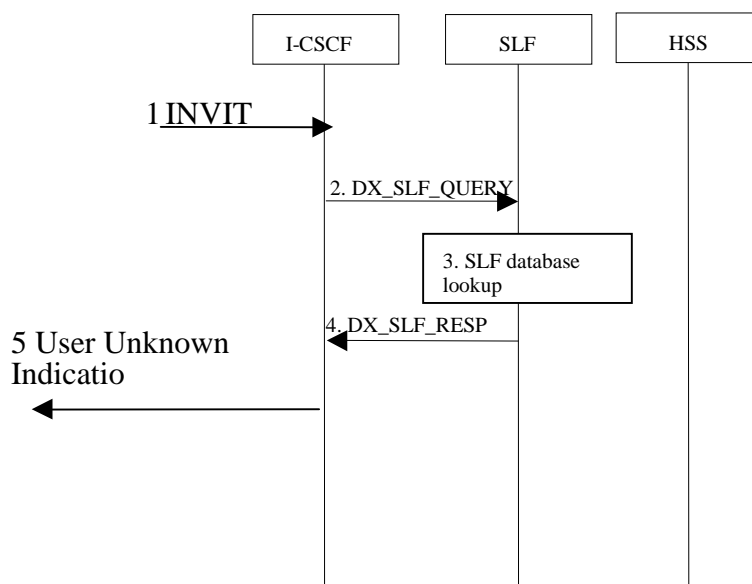 I-CSCF
SLF
HSS
1 INVIT
2. DX_SLF_QUERY
3. SLF database
lookup
4. DX_SLF_RESP
5 User Unknown
Indicatio